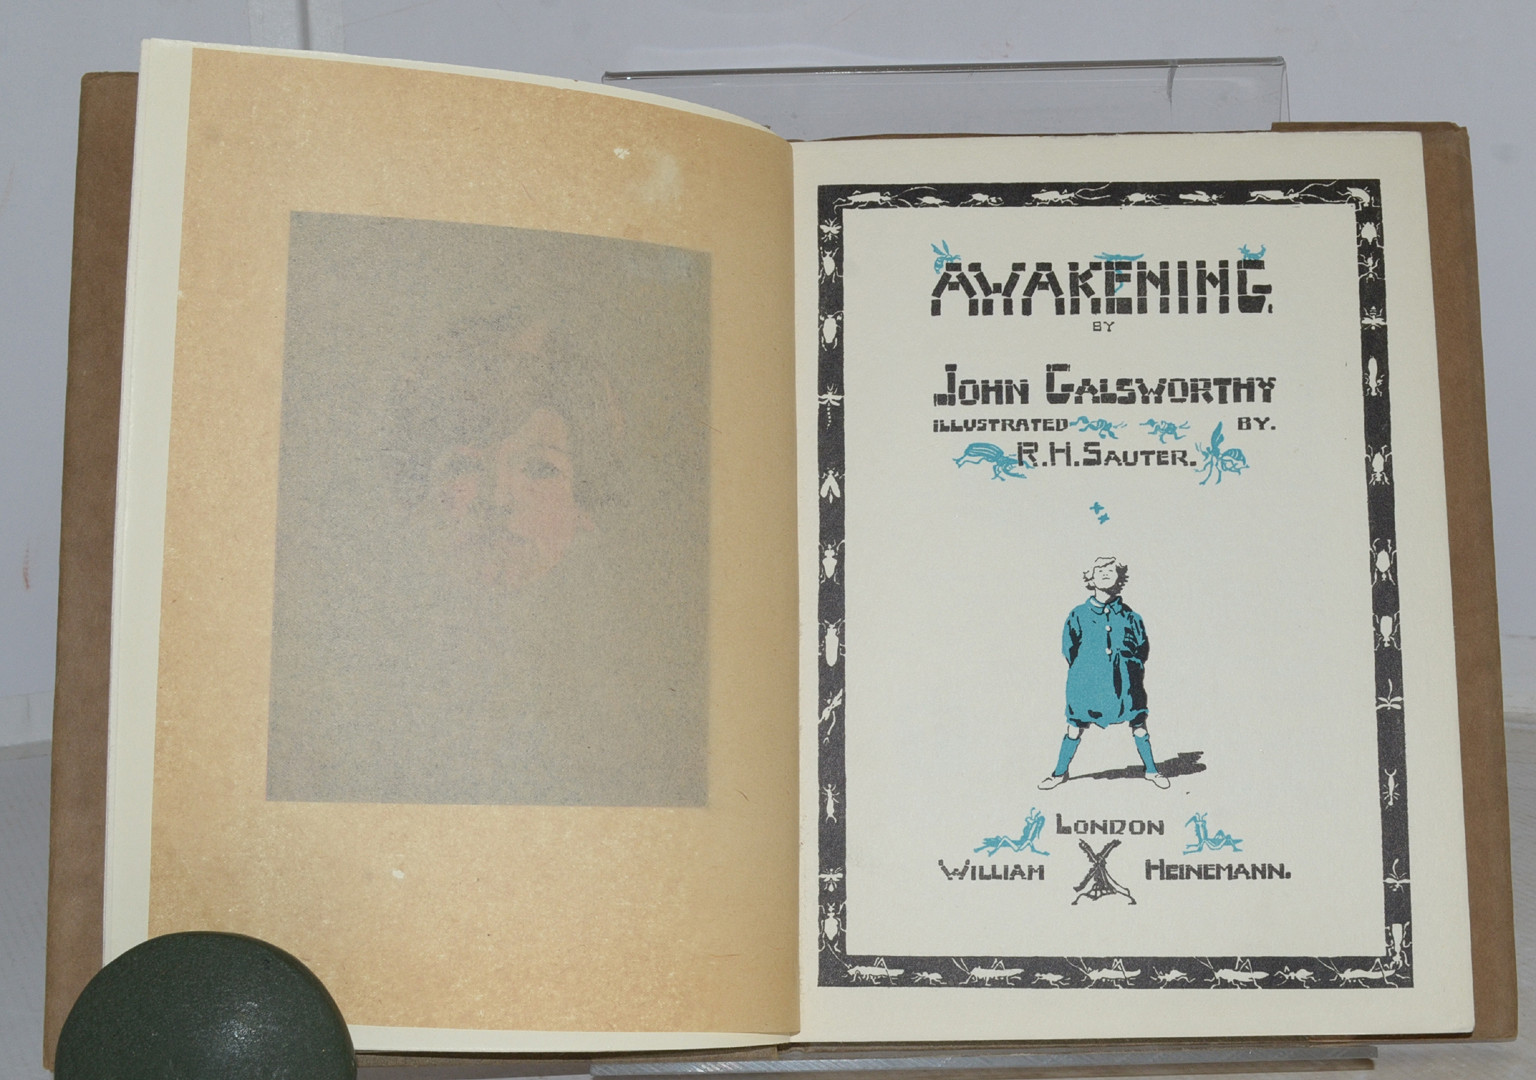 AWAKENING.
BY
JOHN GALSWORTHY
ILLUSTRATED BY.
R.H. SAUTER.
LONDON
WILLIAM HEINEMANN.